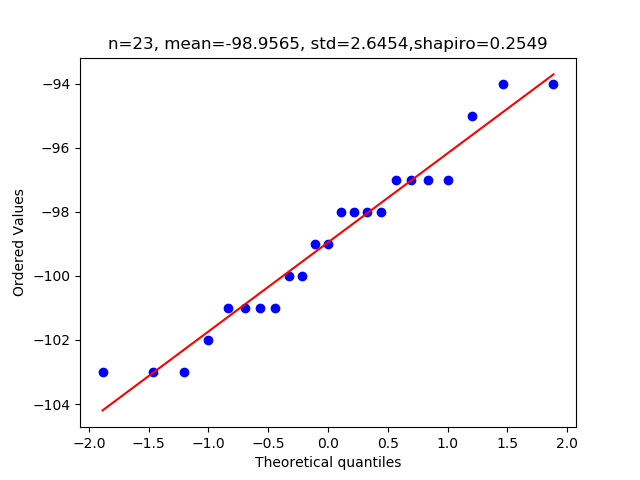 n=23, mean=-98.9565, std=2.6454,shapiro=0.2549
Ordered Values
−94
−96
−98
−100
−102
−104
−2.0 −1.5 −1.0 −0.5 0.0 0.5 1.0 1.5 2.0
Theoretical quantiles